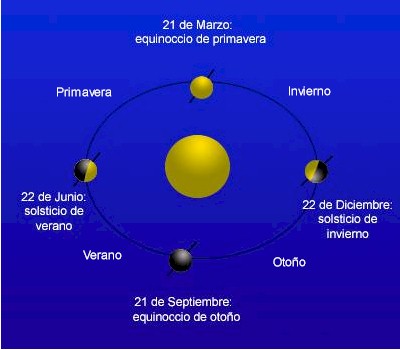 21 de Marzo:
equinoccio de primavera
Primavera
Invierno
22 de Junio:
solsticio de
verano
22 de Diciembre:
solsticio de
invierno
Verano
Otoño
21 de Septiembre:
equinoccio de otoño